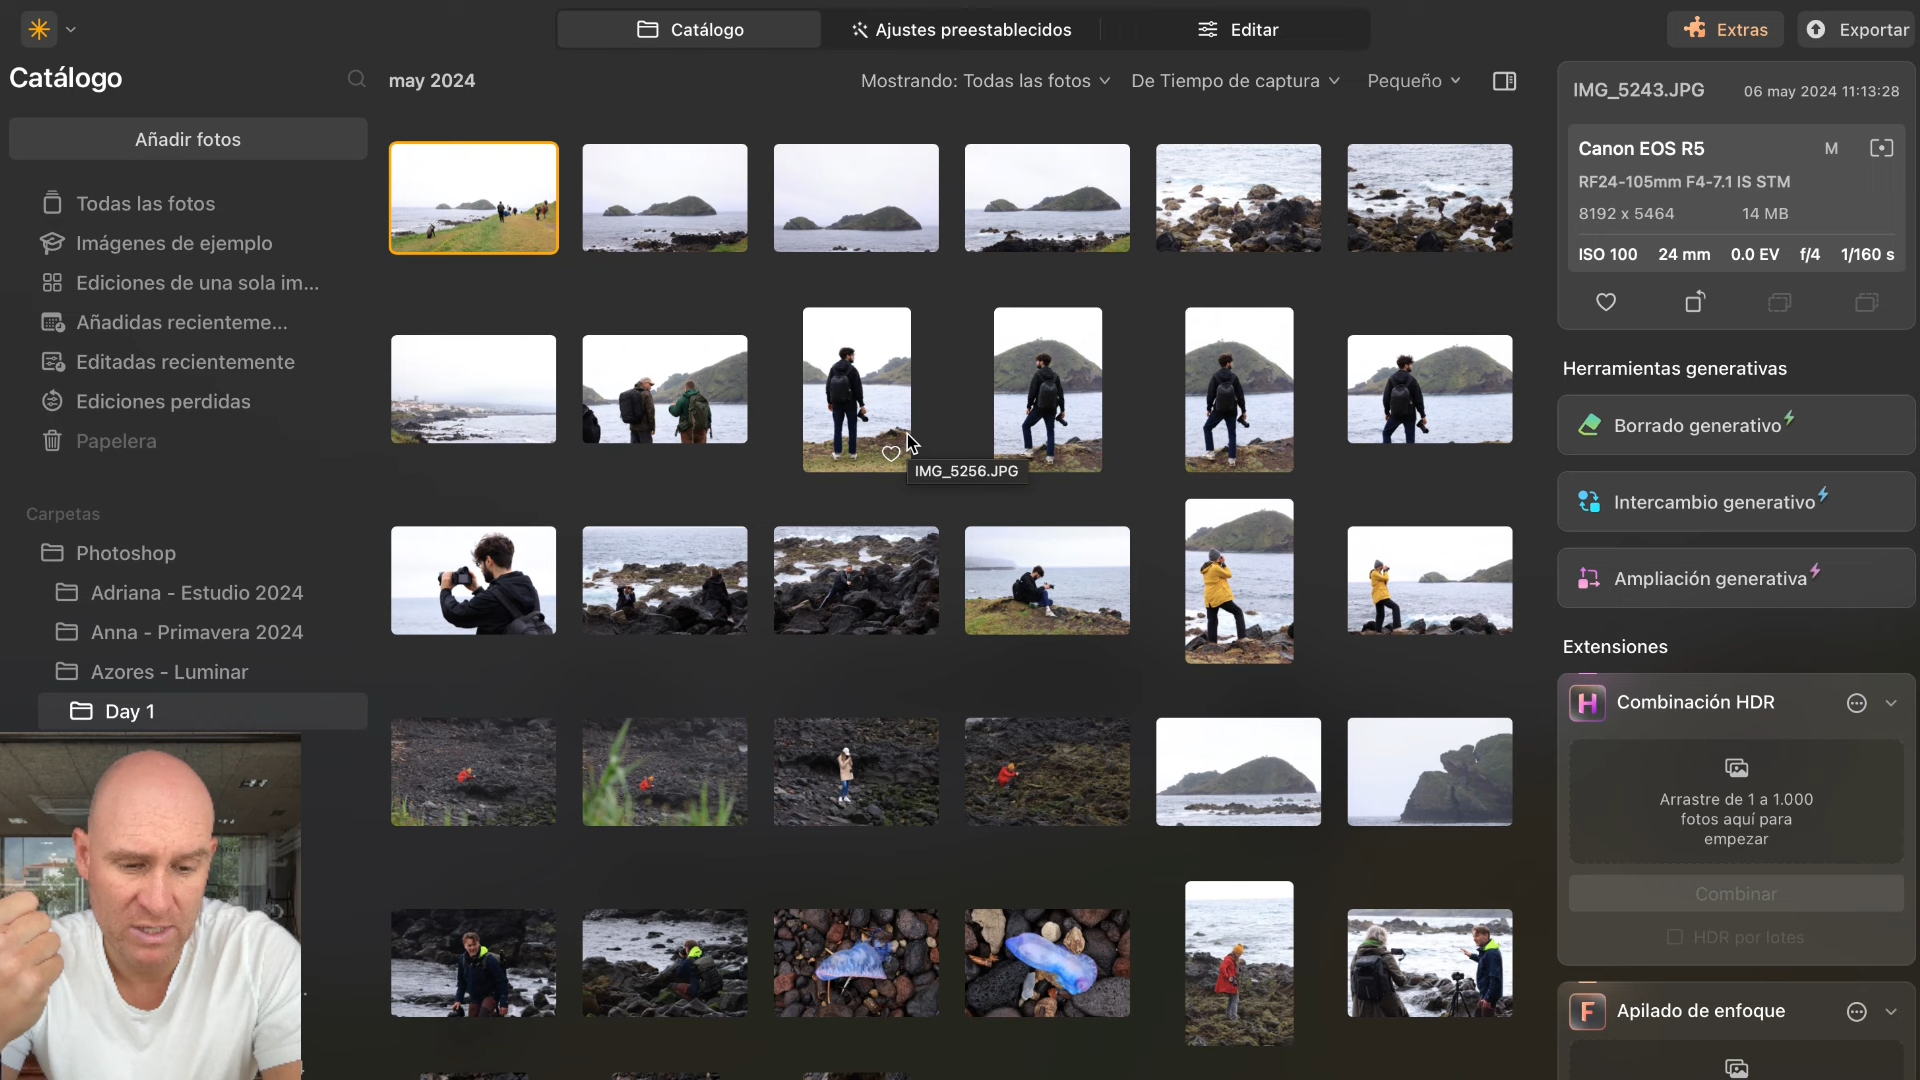 Catálogo
Ajustes preestablecidos
Editar
Extras
Exportar
Catálogo
may 2024
Mostrando: Todas las fotos
De Tiempo de captura
Pequeño
Añadir fotos
Todas las fotos
Imágenes de ejemplo
Ediciones de una sola im...
Añadidas recienteme...
Editadas recientemente
Ediciones perdidas
Papelera
Carpetas
Photoshop
Adriana - Estudio 2024
Anna - Primavera 2024
Azores - Luminar
Day 1
IMG_5256.JPG
IMG_5243.JPG
06 may 2024 11:13:28
Canon EOS R5
M
RF24-105mm F4-7.1 IS STM
8192 x 5464
14 MB
ISO 100
24 mm
0.0 EV
f/4
1/160 s
Herramientas generativas
Borrado generativo
Intercambio generativo
Ampliación generativa
Extensiones
H
Combinación HDR
Arrastre de 1 a 1.000
fotos aquí para
empezar
Combinar
HDR por lotes
F
Apilado de enfoque